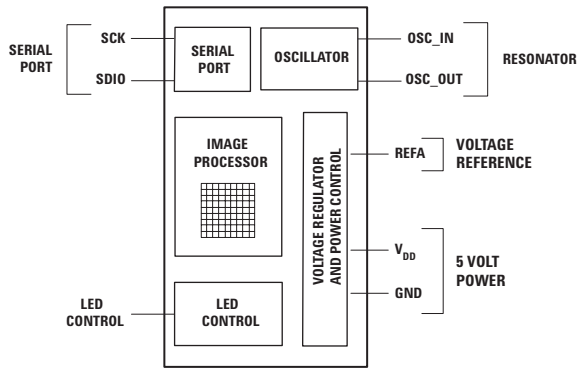 SERIAL
PORT
SCK
SDIO
SERIAL
PORT
OSCILLATOR
OSC_IN
OSC_OUT
RESONATOR
IMAGE
PROCESSOR
VOLTAGE REGULATOR
AND POWER CONTROL
REFA
VOLTAGE
REFERENCE
VDD
GND
5 VOLT
POWER
LED
CONTROL
LED
CONTROL